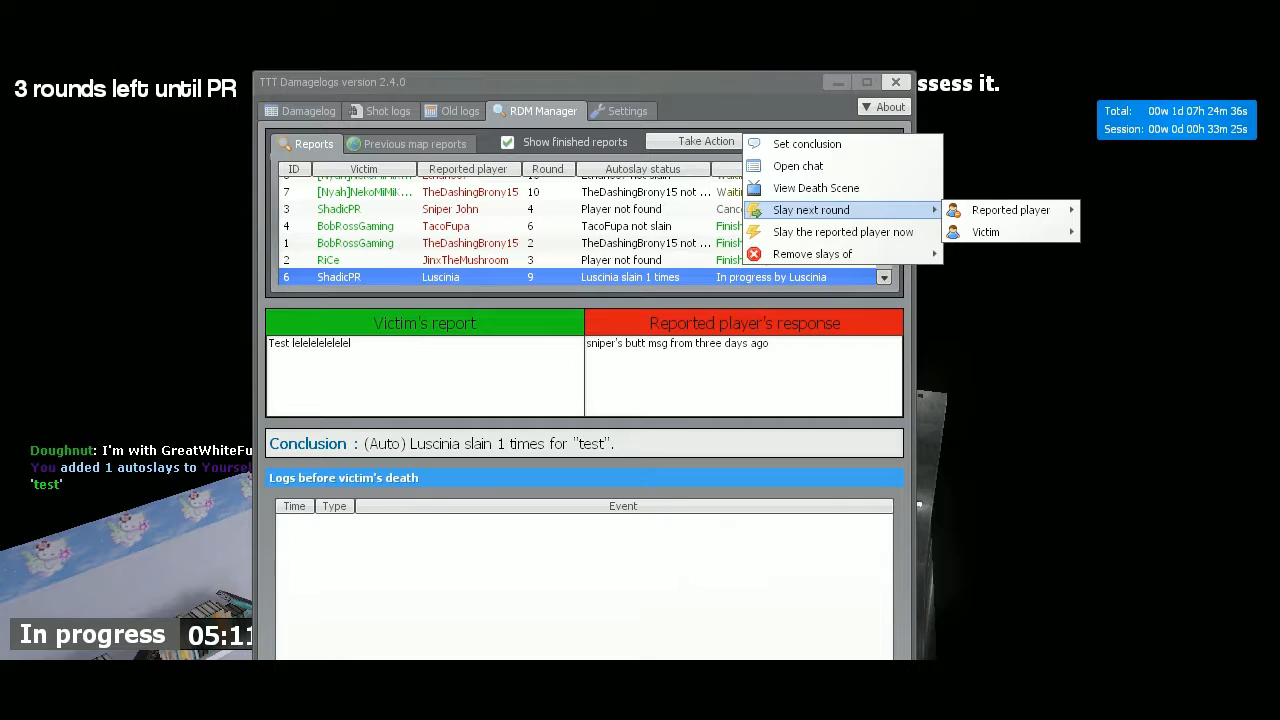 3 rounds left until PR
ssess it.
Total: 00w 1d 07h 24m 36s
Session: 00w 0d 00h 33m 25s
TTT Damagelogs version 2.4.0
Damagelog Shot logs Old logs RDM Manager Settings
About
Reports Previous map reports Show finished reports Take Action
ID Victim Reported player Round Autoslay status
7 [Nyah]NekoMiMiK... TheDashingBrony15 10 TheDashingBrony15 not ... Waiti
3 ShadicPR Sniper John 4 Player not found Cance
4 BobRossGaming TacoFupa 6 TacoFupa not slain Finish
1 BobRossGaming TheDashingBrony15 2 TheDashingBrony15 not ... Finish
2 RiCe JinxTheMushroom 3 Player not found Finish
6 ShadicPR Luscinia 9 Luscinia slain 1 times In progress by Luscinia
Set conclusion
Open chat
View Death Scene
Slay next round
Slay the reported player now
Remove slays of
Reported player
Victim
Victim's report
Test lelelelelelelel
Reported player's response
sniper's butt msg from three days ago
Conclusion : (Auto) Luscinia slain 1 times for "test".
Logs before victim's death
Time Type Event
Doughnut: I'm with GreatWhiteFu
You added 1 autoslays to Yourse
'test'
In progress 05:11